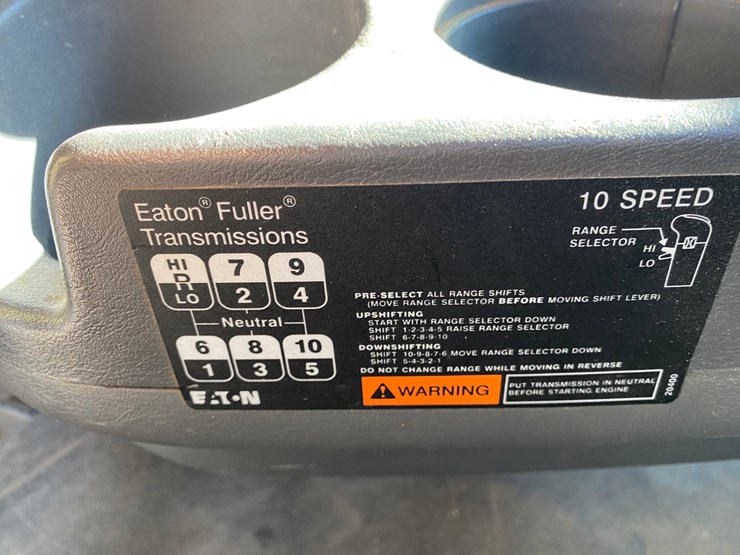 Eaton® Fuller®
Transmissions
10 SPEED
RANGE
SELECTOR
HI
LO
HI
R
LO
7
2
9
4
Neutral
6
1
8
3
10
5
EATON
PRE-SELECT ALL RANGE SHIFTS
(MOVE RANGE SELECTOR BEFORE MOVING SHIFT LEVER)
UPSHIFTING
START WITH RANGE SELECTOR DOWN
SHIFT 1-2-3-4-5 RAISE RANGE SELECTOR
SHIFT 6-7-8-9-10
DOWNSHIFTING
SHIFT 10-9-8-7-6 MOVE RANGE SELECTOR DOWN
SHIFT 5-4-3-2-1
DO NOT CHANGE RANGE WHILE MOVING IN REVERSE
WARNING
PUT TRANSMISSION IN NEUTRAL
BEFORE STARTING ENGINE
20400